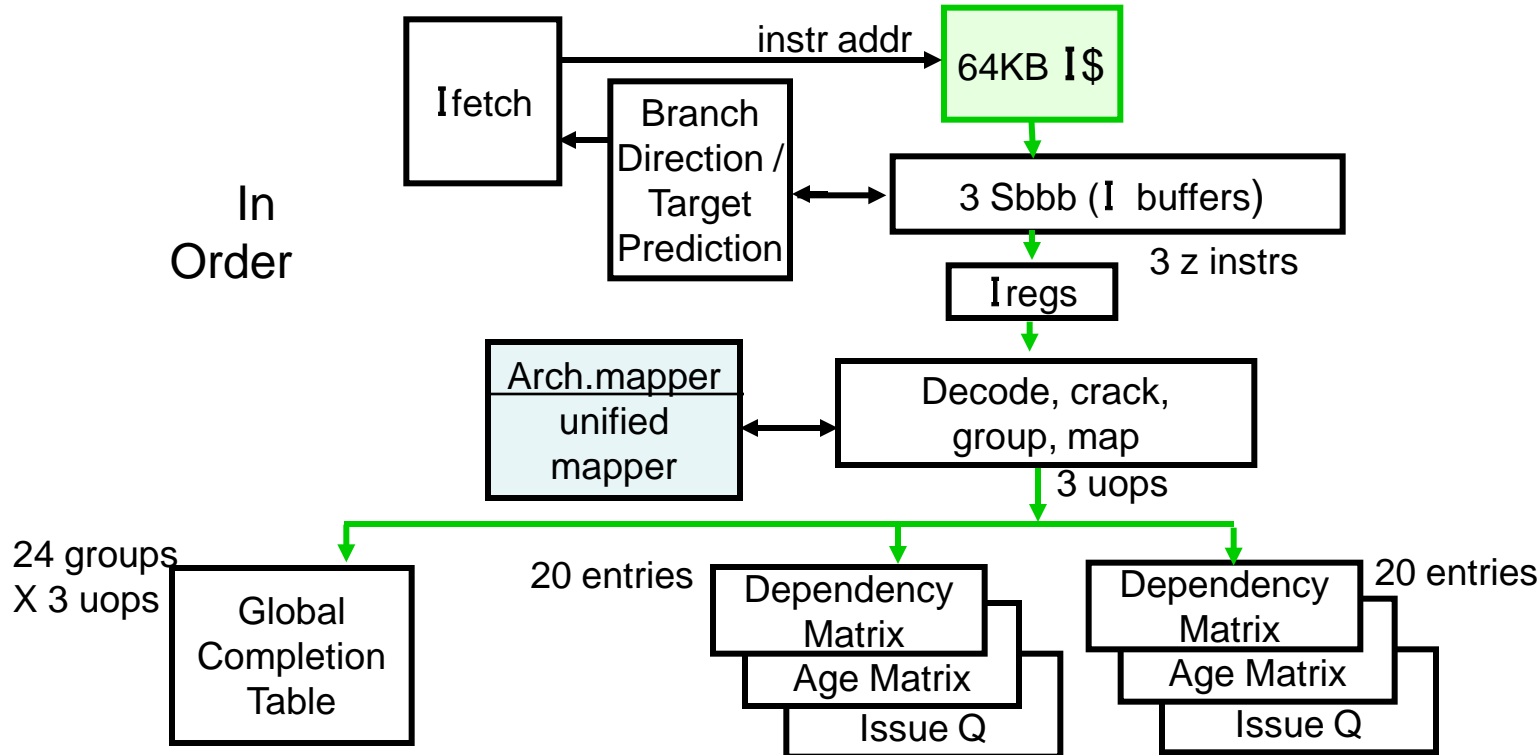 instr addr
64KB I$
Ifetch
Branch
Direction /
Target
Prediction
3 Sbbb (I buffers)
In
Order
3 z instrs
Iregs
Arch.mapper
unified
mapper
Decode, crack,
group, map
3 uops
24 groups
X 3 uops
Global
Completion
Table
20 entries
Dependency
Matrix
Age Matrix
Issue Q
20 entries
Dependency
Matrix
Age Matrix
Issue Q